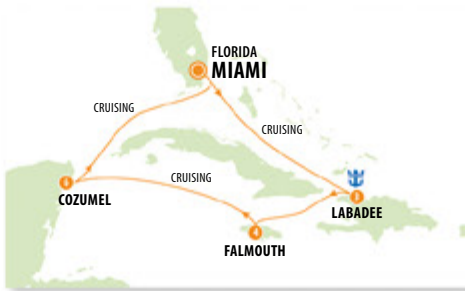 FLORIDA
MIAMI
CRUISING
CRUISING
CRUISING
COZUMEL
LABADEE
FALMOUTH